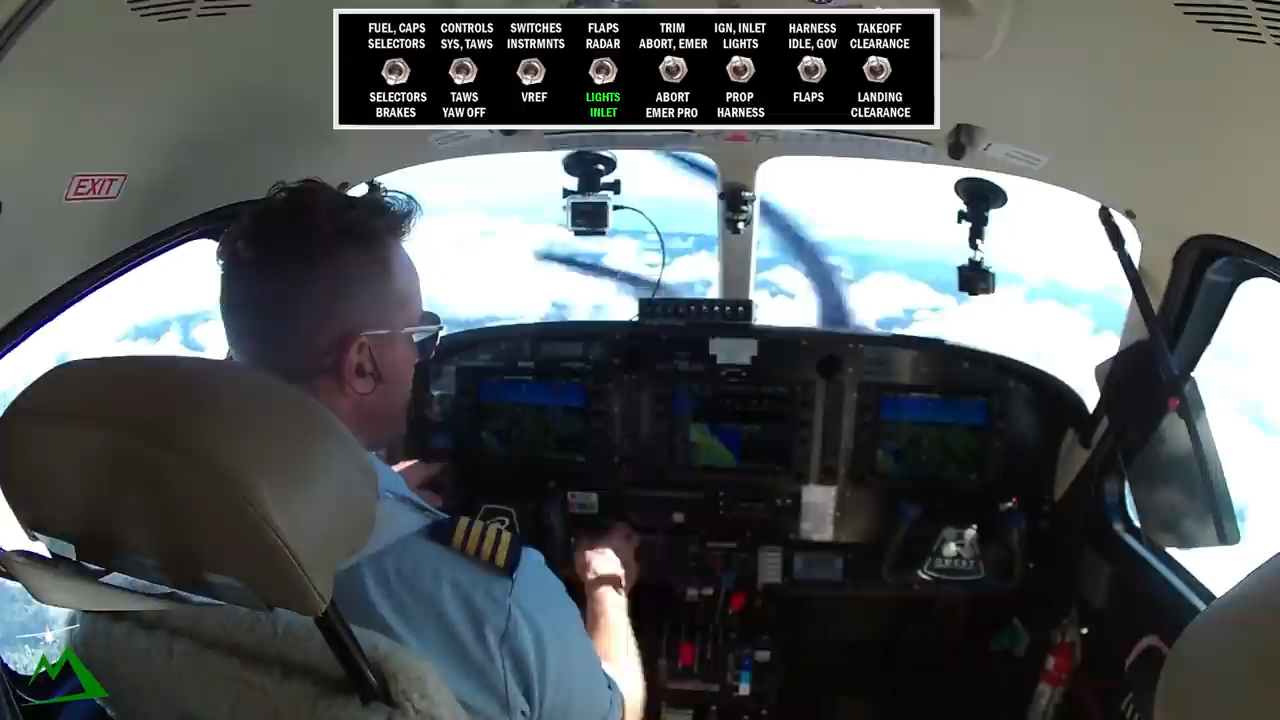 FUEL, CAPS
SELECTORS
CONTROLS
SYS, TAWS
SWITCHES
INSTRMNTS
FLAPS
RADAR
TRIM
ABORT, EMER
IGN, INLET
LIGHTS
HARNESS
IDLE, GOV
TAKEOFF
CLEARANCE
SELECTORS
BRAKES
TAWS
YAW OFF
VREF
LIGHTS
INLET
ABORT
EMER PRO
PROP
HARNESS
FLAPS
LANDING
CLEARANCE
EXIT
QUEST